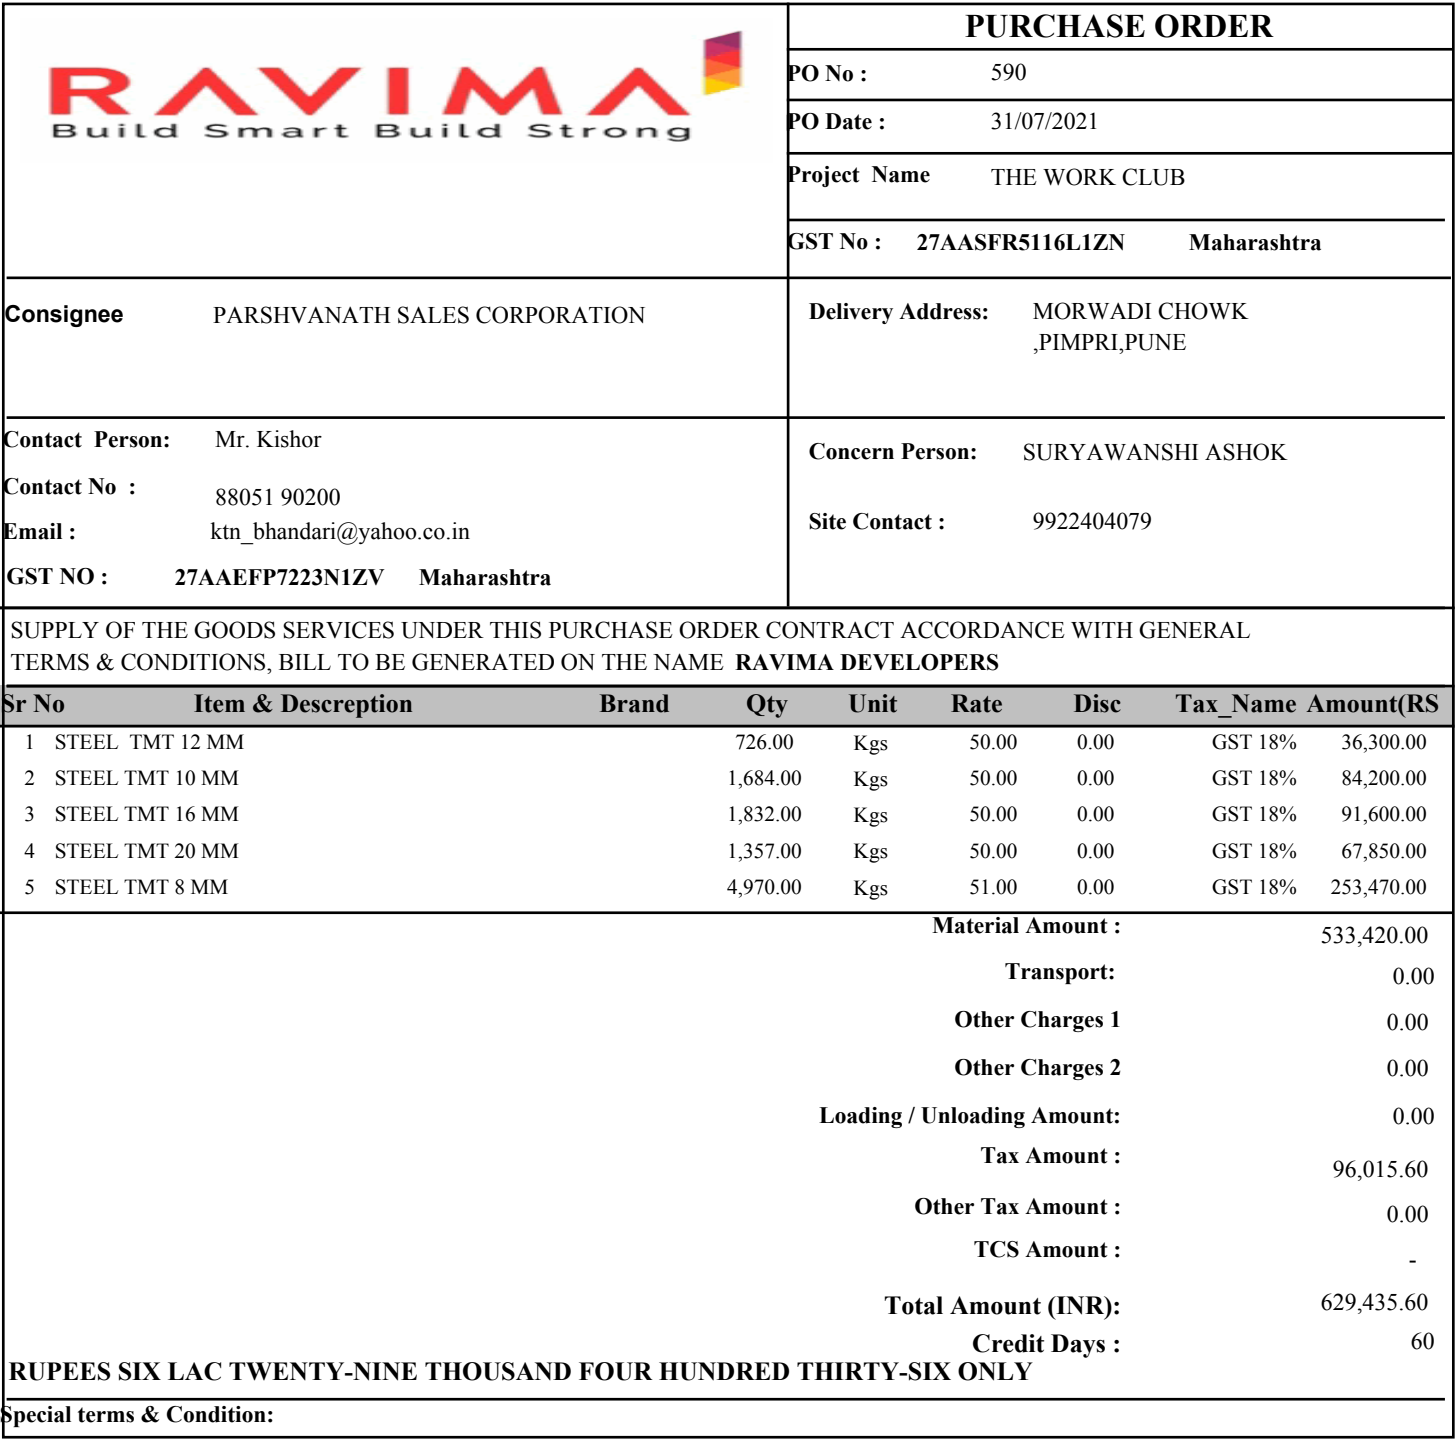 RAVIMA
Build Smart Build Strong
PURCHASE ORDER
PO No : 590
PO Date : 31/07/2021
Project Name THE WORK CLUB
GST No : 27AASFR5116L1ZN Maharashtra
Consignee PARSHVANATH SALES CORPORATION
Delivery Address: MORWADI CHOWK
,PIMPRI,PUNE
Contact Person: Mr. Kishor
Contact No : 88051 90200
Email : ktn_bhandari@yahoo.co.in
GST NO : 27AAEFP7223N1ZV Maharashtra
Concern Person: SURYAWANSHI ASHOK
Site Contact : 9922404079
SUPPLY OF THE GOODS SERVICES UNDER THIS PURCHASE ORDER CONTRACT ACCORDANCE WITH GENERAL
TERMS & CONDITIONS, BILL TO BE GENERATED ON THE NAME RAVIMA DEVELOPERS
Sr No Item & Descreption Brand Qty Unit Rate Disc Tax_Name Amount(RS
1 STEEL TMT 12 MM 726.00 Kgs 50.00 0.00 GST 18% 36,300.00
2 STEEL TMT 10 MM 1,684.00 Kgs 50.00 0.00 GST 18% 84,200.00
3 STEEL TMT 16 MM 1,832.00 Kgs 50.00 0.00 GST 18% 91,600.00
4 STEEL TMT 20 MM 1,357.00 Kgs 50.00 0.00 GST 18% 67,850.00
5 STEEL TMT 8 MM 4,970.00 Kgs 51.00 0.00 GST 18% 253,470.00
Material Amount : 533,420.00
Transport: 0.00
Other Charges 1 0.00
Other Charges 2 0.00
Loading / Unloading Amount: 0.00
Tax Amount : 96,015.60
Other Tax Amount : 0.00
TCS Amount : -
Total Amount (INR): 629,435.60
Credit Days : 60
RUPEES SIX LAC TWENTY-NINE THOUSAND FOUR HUNDRED THIRTY-SIX ONLY
Special terms & Condition: